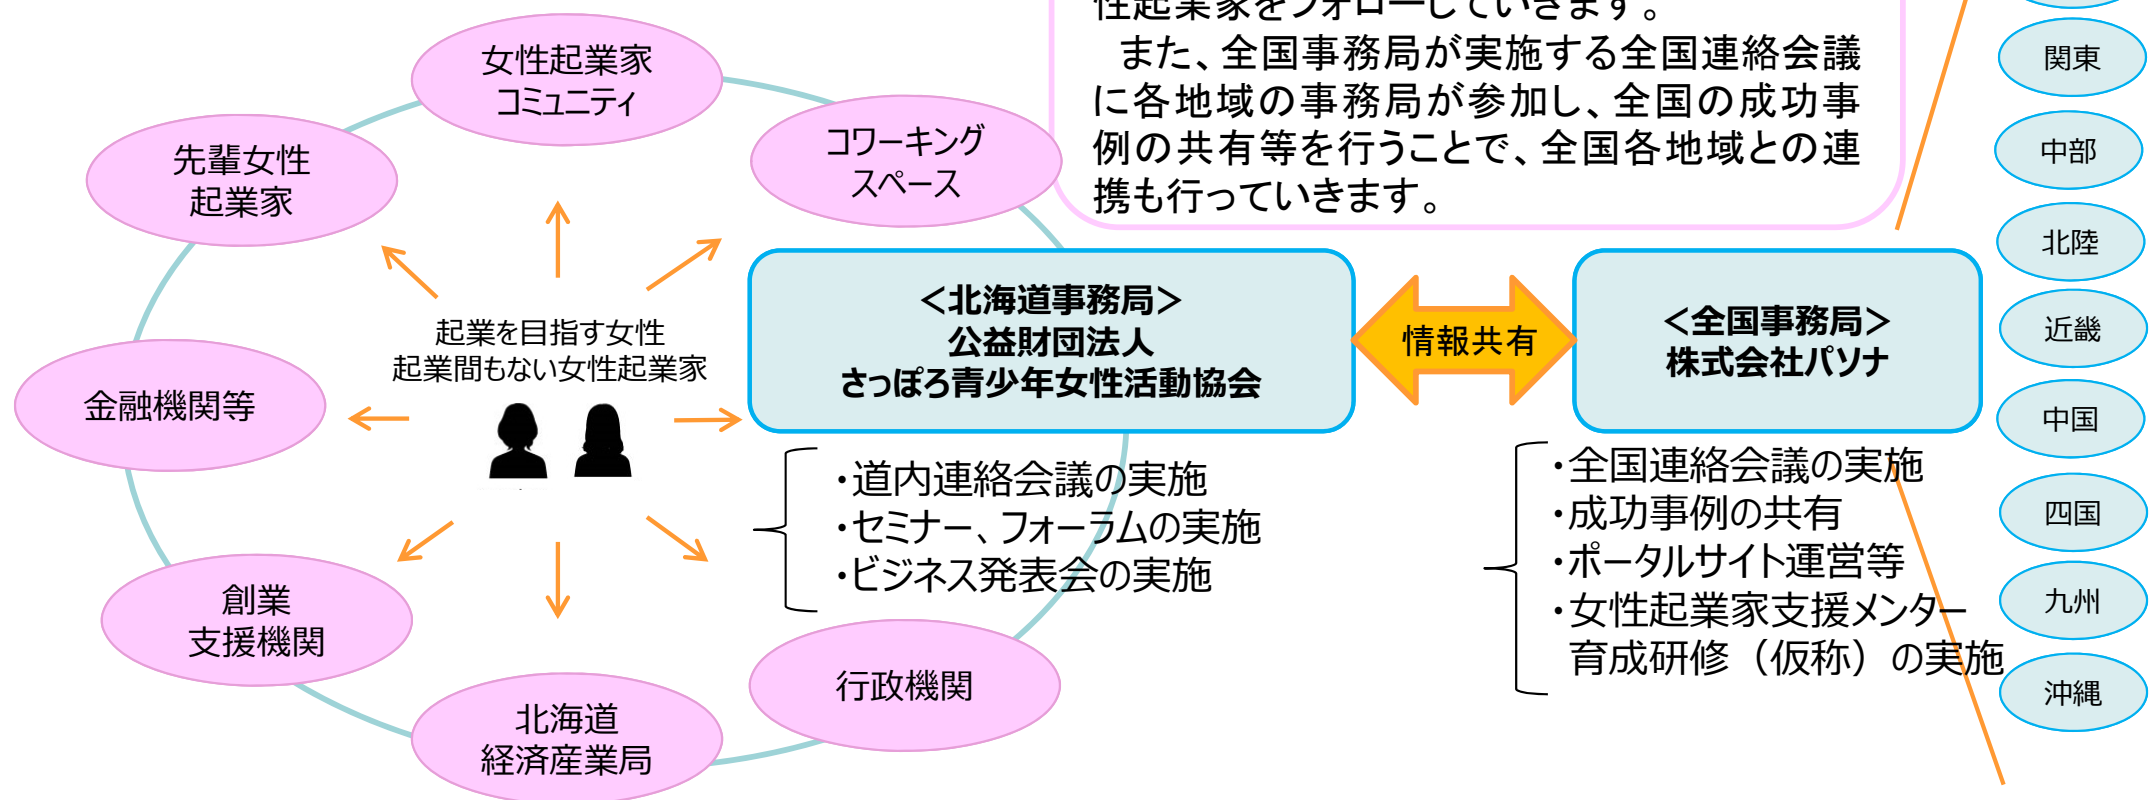 性起業家をフォローしていきます。
また、全国事務局が実施する全国連絡会議
に各地域の事務局が参加し、全国の成功事
例の共有等を行うことで、全国各地域との連
携も行っていきます。
女性起業家
コミュニティ
コワーキング
スペース
先輩女性
起業家
金融機関等
創業
支援機関
北海道
経済産業局
行政機関
起業を目指す女性
起業間もない女性起業家
＜北海道事務局＞
公益財団法人
さっぽろ青少年女性活動協会
・道内連絡会議の実施
・セミナー、フォーラムの実施
・ビジネス発表会の実施
情報共有
＜全国事務局＞
株式会社パソナ
・全国連絡会議の実施
・成功事例の共有
・ポータルサイト運営等
・女性起業家支援メンター
育成研修（仮称）の実施
関東
中部
北陸
近畿
中国
四国
九州
沖縄